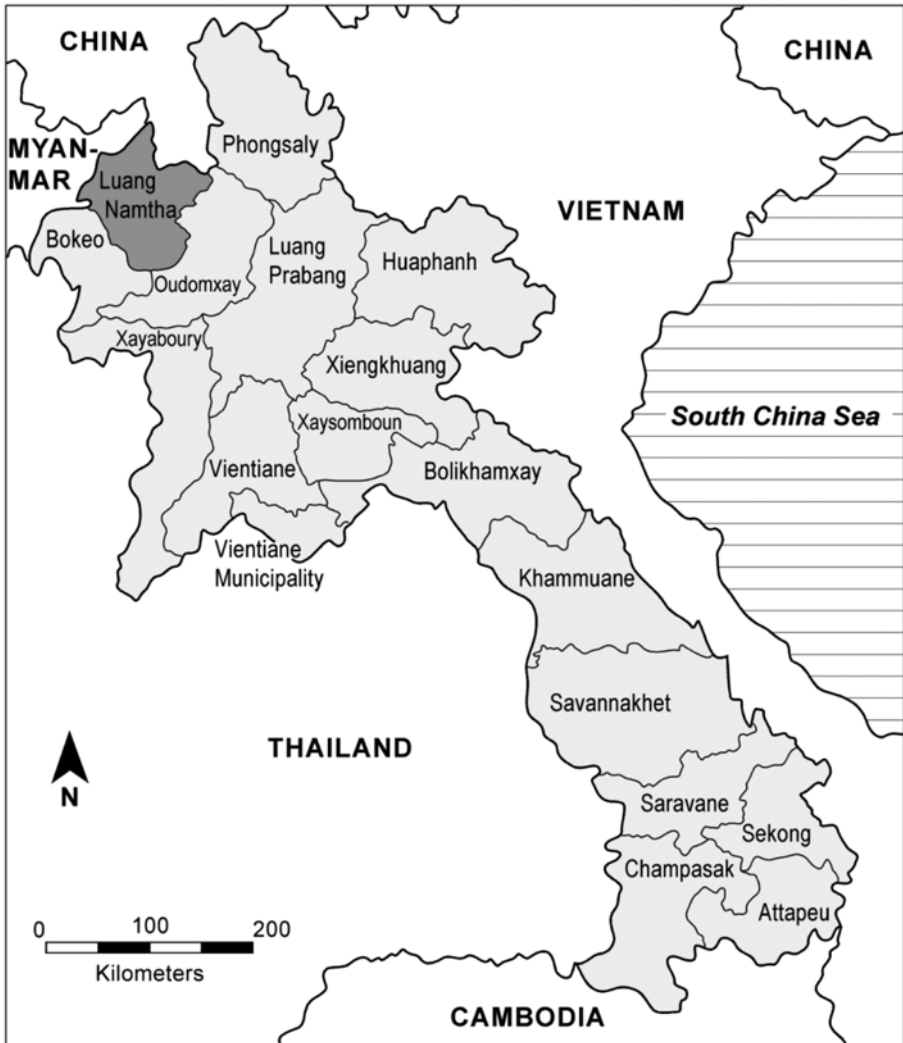 CHINA
CHINA
Phongsaly
MYAN-
MAR
Luang
Namtha
VIETNAM
Bokeo
Luang
Prabang
Huaphanh
Oudomxay
Xayaboury
Xiengkhuang
South China Sea
Xaysomboun
Vientiane
Bolikhamxay
Vientiane
Municipality
Khammuane
Savannakhet
THALAND
N
Saravane
Sekong
Champasak
Attapeu
0 100 200
Kilometers
CAMBODIA